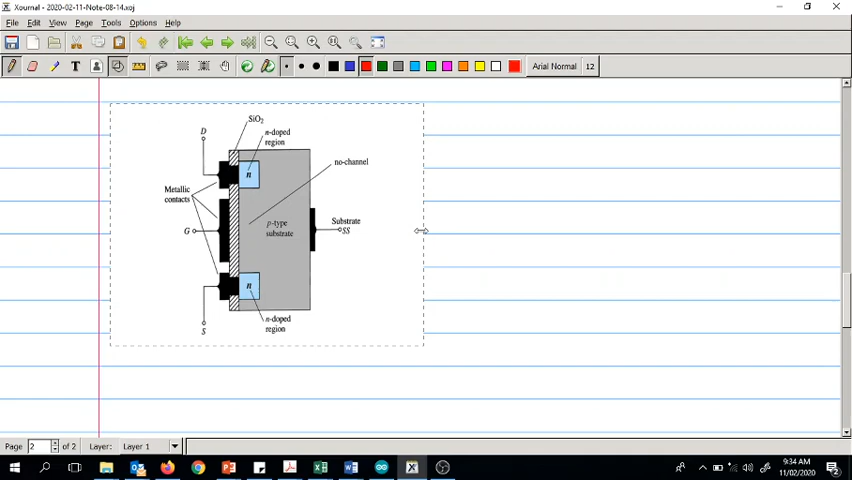 Xournal - 2020-02-11-Note-08-14.xoj
File Edit View Page Tools Options Help
T
Arial Normal 12
SiO2
D
n-doped
region
n
no-channel
Metallic
contacts
p-type
substrate
Substrate
G
SS
n
S
n-doped
region
Page 2 of 2 Layer: Layer 1
9:34 AM
11/02/2020
2